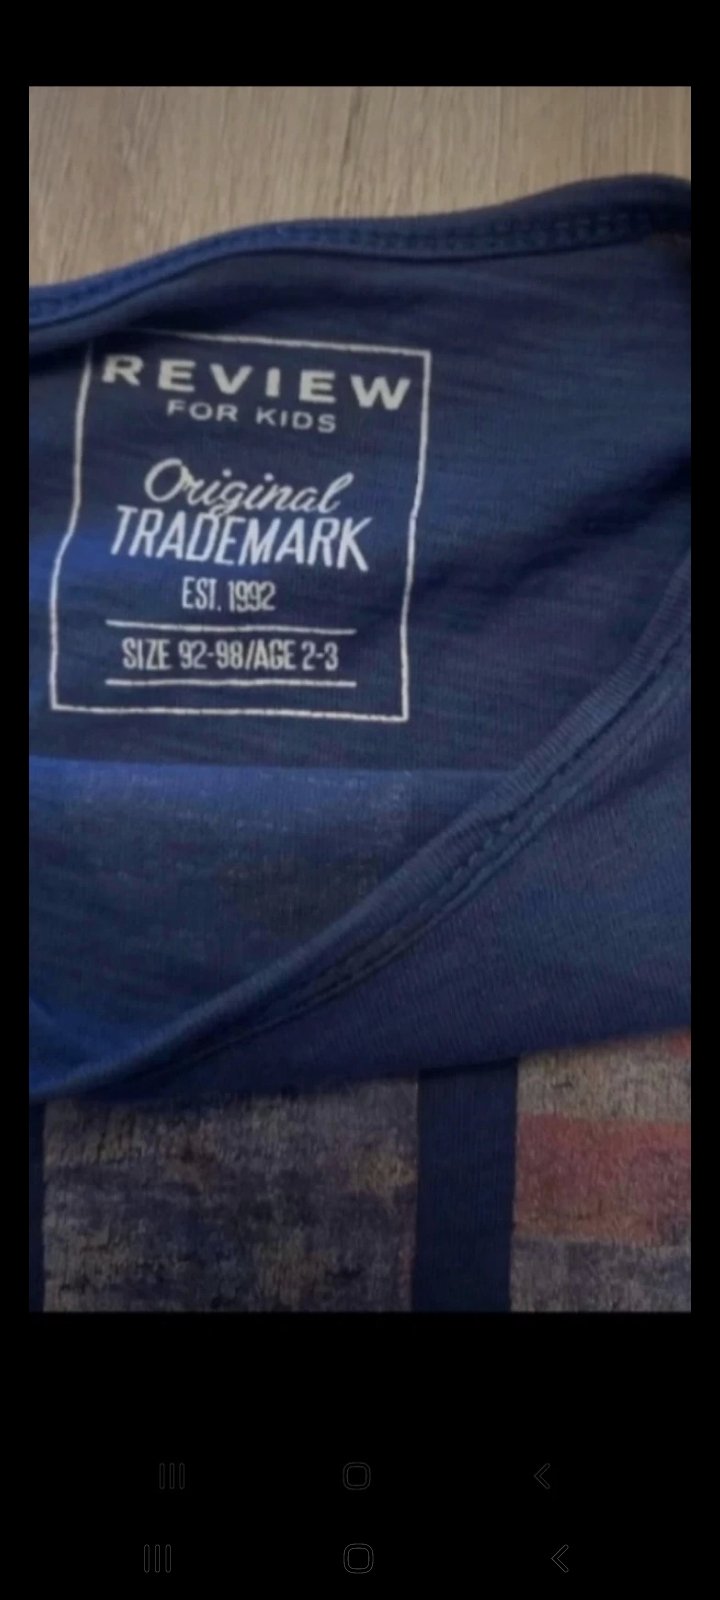 REVIEW
FOR KIDS
Original
TRADEMARK
EST. 1992
SIZE 92-98/AGE 2-3